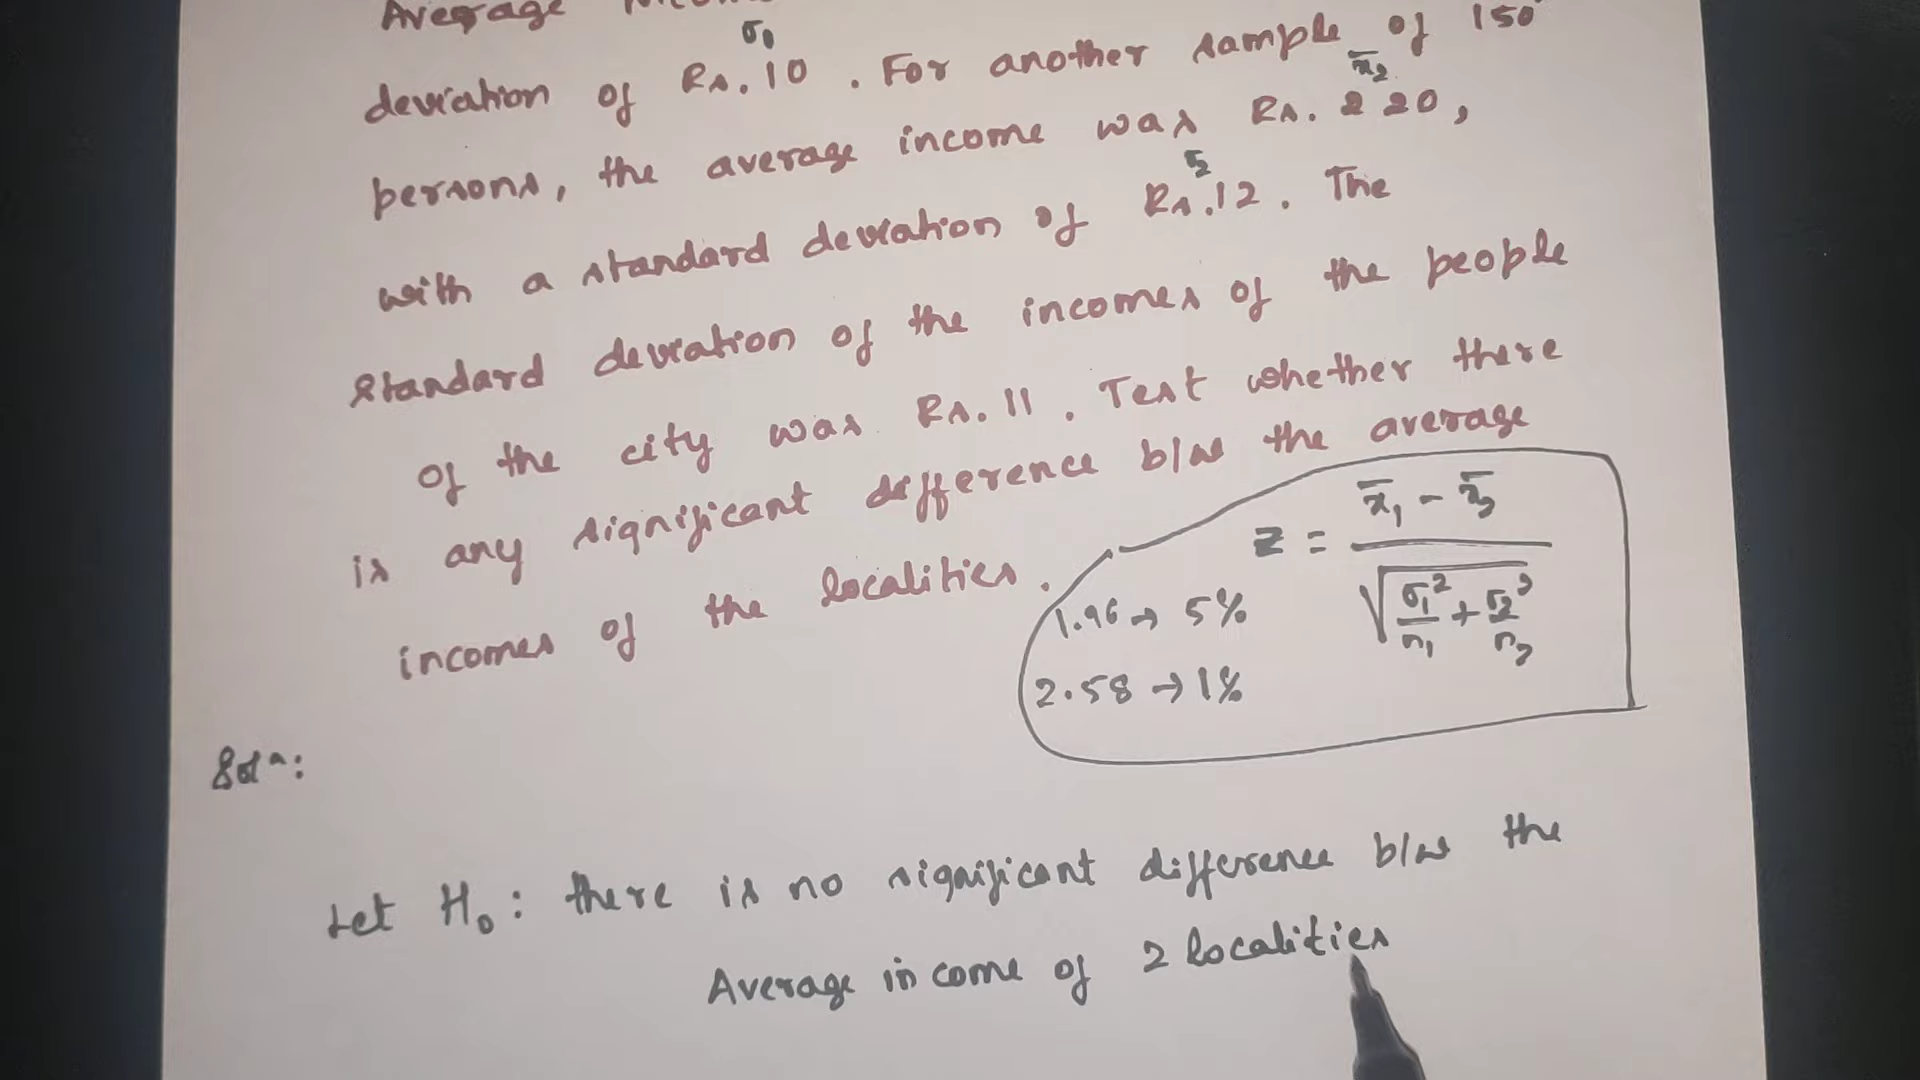 Average
σ1
deviation of Rs. 10 . For another sample of 150
x̄2
persons, the average income was Rs. 220,
σ2
with a standard deviation of Rs.12. The
Standard deviation of the incomes of the people
of the city was Rs. 11 . Test whether there
is any significant difference b/w the average
incomes of the localities.
z = (x̄1 - x̄2) / √(σ1²/n1 + σ2²/n2)
1.96 → 5%
2.58 → 1%
Solⁿ:
Let H0 : there is no significant difference b/w the
Average income of 2 localities